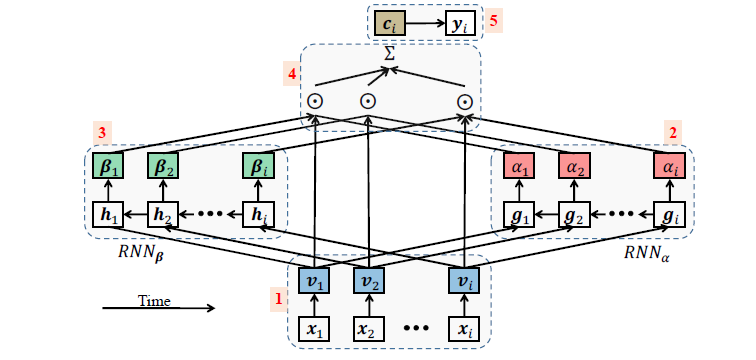 c_i y_i 5
Σ
4
⊙ ⊙ ⊙
3 2
β_1 β_2 β_i α_1 α_2 α_i
h_1 h_2 ••• h_i g_1 g_2 ••• g_i
RNN_β RNN_α
v_1 v_2 v_i
1
Time
x_1 x_2 ••• x_i